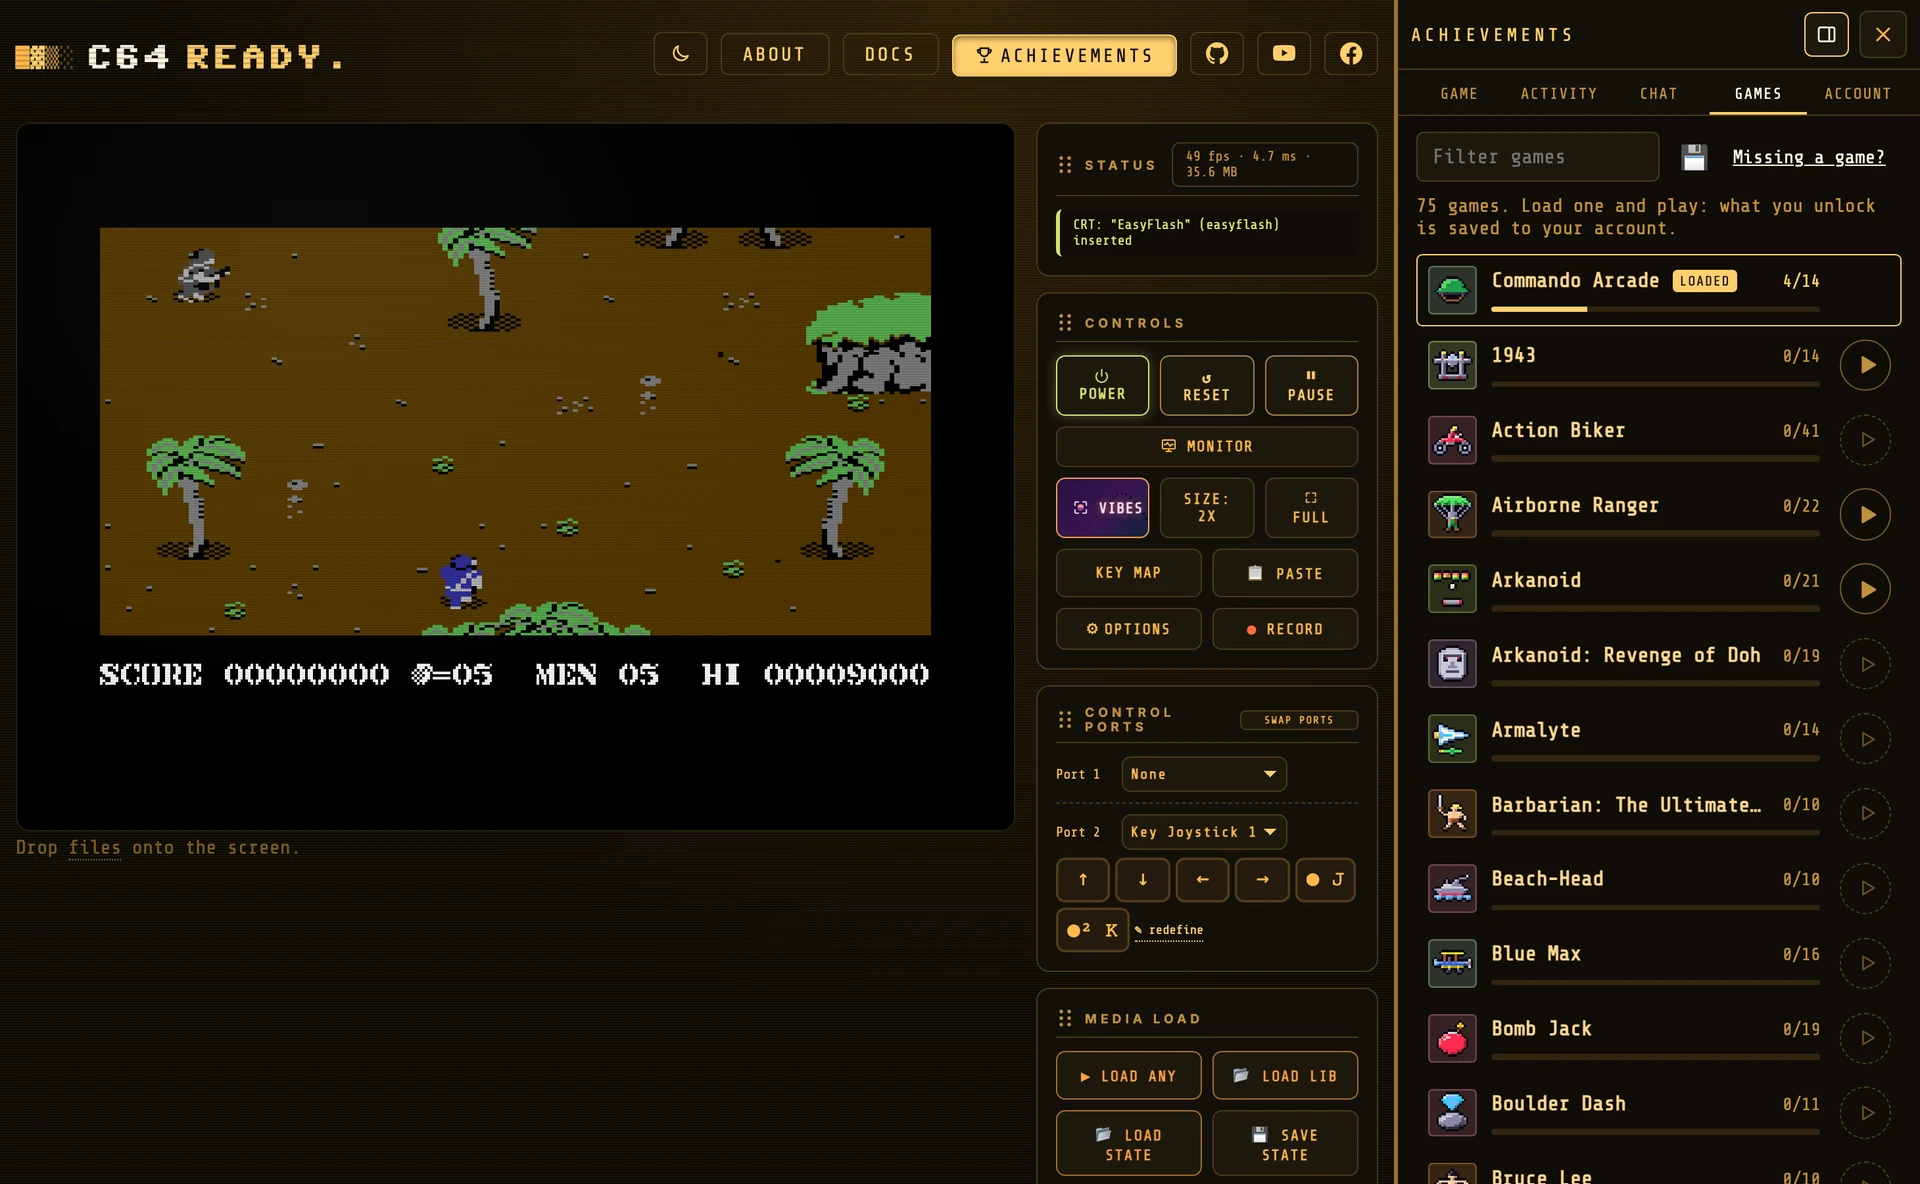 C64 READY.
ABOUT
DOCS
ACHIEVEMENTS
SCORE 00000000 =05 MEN 05 HI 00009000
Drop files onto the screen.
STATUS
49 fps · 4.7 ms ·
35.6 MB
CRT: "EasyFlash" (easyflash)
inserted
CONTROLS
POWER
RESET
PAUSE
MONITOR
VIBES
SIZE:
2X
FULL
KEY MAP
PASTE
OPTIONS
RECORD
CONTROL
PORTS
SWAP PORTS
Port 1
None
Port 2
Key Joystick 1
↑
↓
←
→
● J
●² K
✎ redefine
MEDIA LOAD
▶ LOAD ANY
LOAD LIB
LOAD
STATE
SAVE
STATE
ACHIEVEMENTS
GAME
ACTIVITY
CHAT
GAMES
ACCOUNT
Filter games
Missing a game?
75 games. Load one and play: what you unlock
is saved to your account.
Commando Arcade LOADED 4/14
1943 0/14
Action Biker 0/41
Airborne Ranger 0/22
Arkanoid 0/21
Arkanoid: Revenge of Doh 0/19
Armalyte 0/14
Barbarian: The Ultimate… 0/10
Beach-Head 0/10
Blue Max 0/16
Bomb Jack 0/19
Boulder Dash 0/11
Bruce Lee 0/10